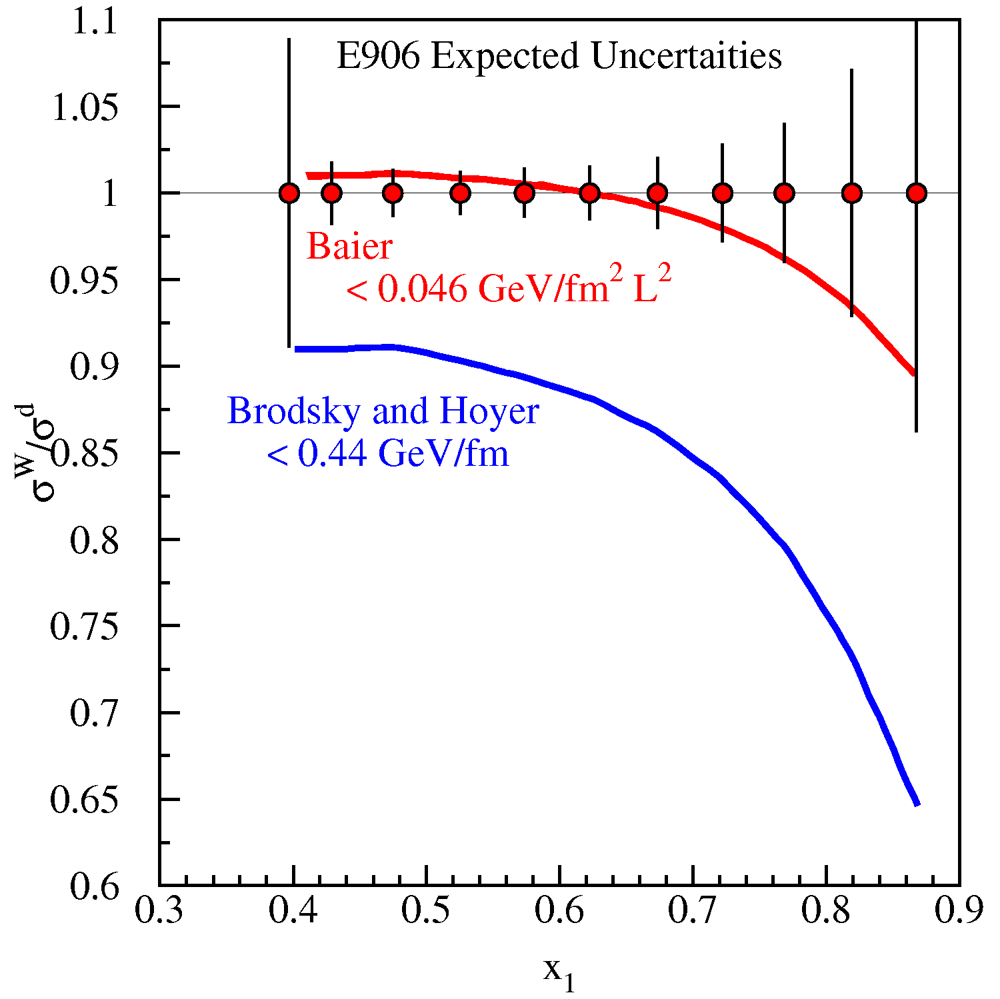 E906 Expected Uncertaities
Baier
< 0.046 GeV/fm² L²
Brodsky and Hoyer
< 0.44 GeV/fm
σᵂ/σᵈ
1.1
1.05
1
0.95
0.9
0.85
0.8
0.75
0.7
0.65
0.6
0.3 0.4 0.5 0.6 0.7 0.8 0.9
x₁